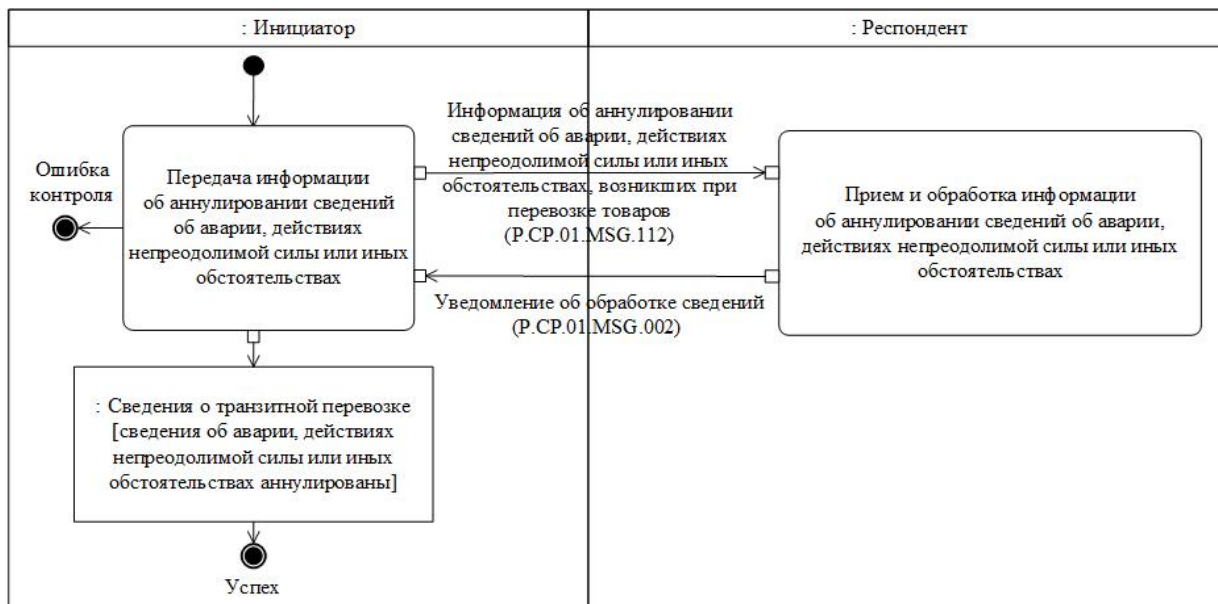 : Инициатор
: Респондент
Ошибка
контроля
Передача информации
об аннулировании сведений
об аварии, действиях
непреодолимой силы или иных
обстоятельствах
Информация об аннулировании
сведений об аварии, действиях
непреодолимой силы или иных
обстоятельствах, возникших при
перевозке товаров
(P.CP.01.MSG.112)
Прием и обработка информации
об аннулировании сведений об аварии,
действиях непреодолимой силы или иных
обстоятельствах
Уведомление об обработке сведений
(P.CP.01.MSG.002)
: Сведения о транзитной перевозке
[сведения об аварии, действиях
непреодолимой силы или иных
обстоятельствах аннулированы]
Успех